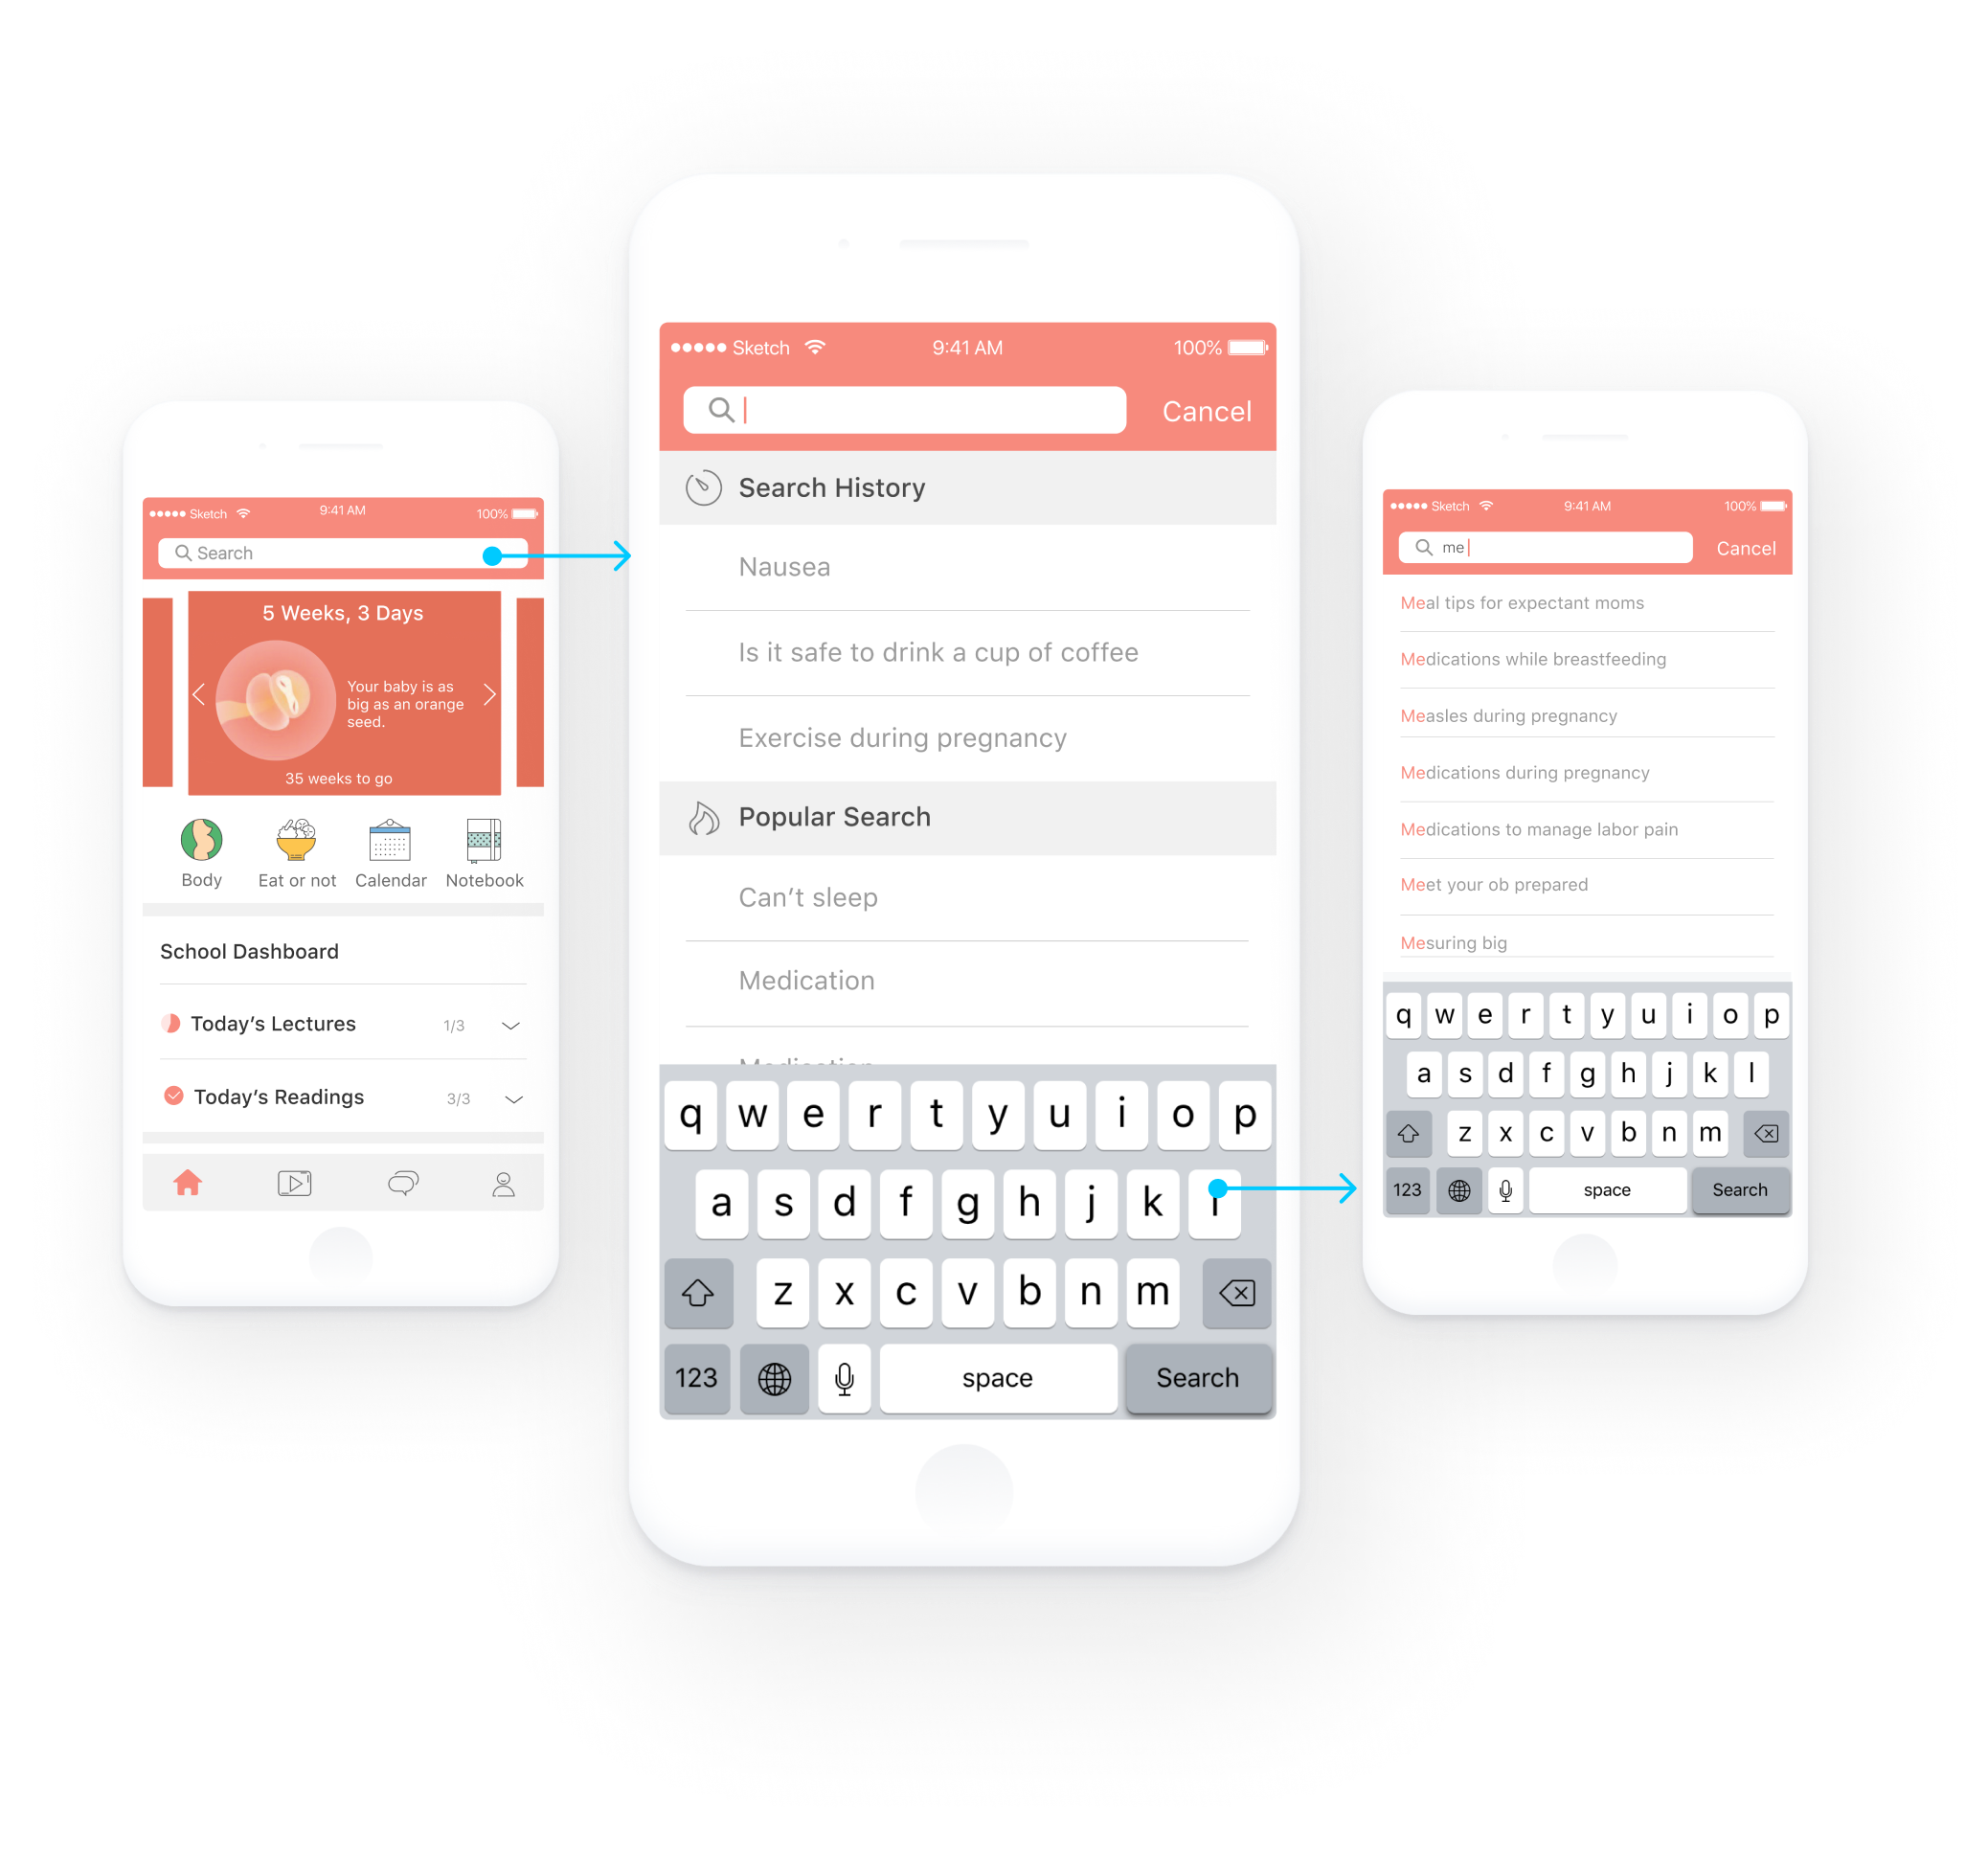 Sketch 9:41 AM 100%
Search
5 Weeks, 3 Days
Your baby is as
big as an orange
seed.
35 weeks to go
Body Eat or not Calendar Notebook
School Dashboard
Today’s Lectures 1/3
Today’s Readings 3/3
Sketch 9:41 AM 100%
Cancel
Search History
Nausea
Is it safe to drink a cup of coffee
Exercise during pregnancy
Popular Search
Can’t sleep
Medication
Medication
q w e r t y u i o p
a s d f g h j k l
z x c v b n m
123 space Search
Sketch 9:41 AM 100%
me Cancel
Meal tips for expectant moms
Medications while breastfeeding
Measles during pregnancy
Medications during pregnancy
Medications to manage labor pain
Meet your ob prepared
Mesuring big
q w e r t y u i o p
a s d f g h j k l
z x c v b n m
123 space Search